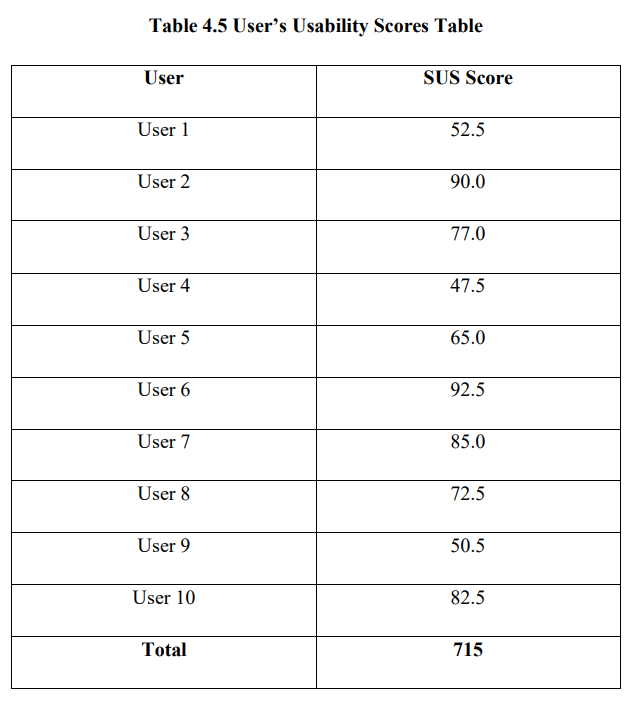 Table 4.5 User’s Usability Scores Table
User SUS Score
User 1 52.5
User 2 90.0
User 3 77.0
User 4 47.5
User 5 65.0
User 6 92.5
User 7 85.0
User 8 72.5
User 9 50.5
User 10 82.5
Total 715